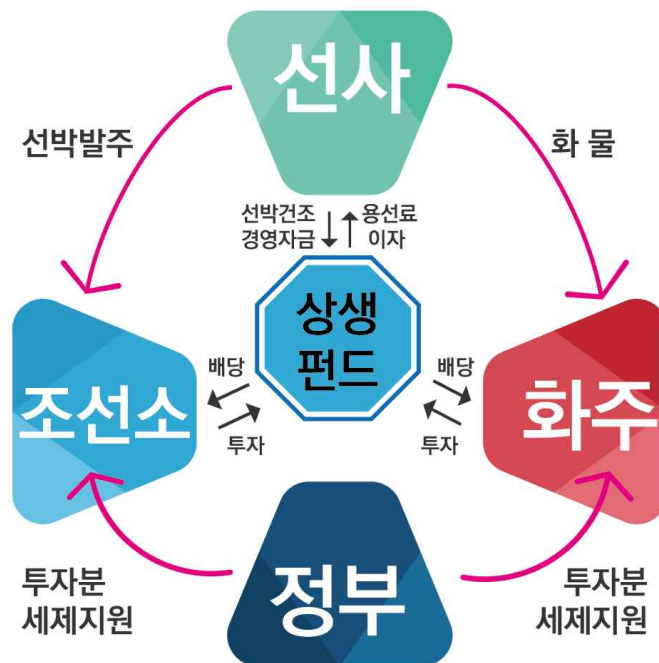 선사
선박발주
화 물
선박건조
경영자금
용선료
이자
상생
펀드
조선소
배당
투자
배당
투자
화주
투자분
세제지원
정부
투자분
세제지원